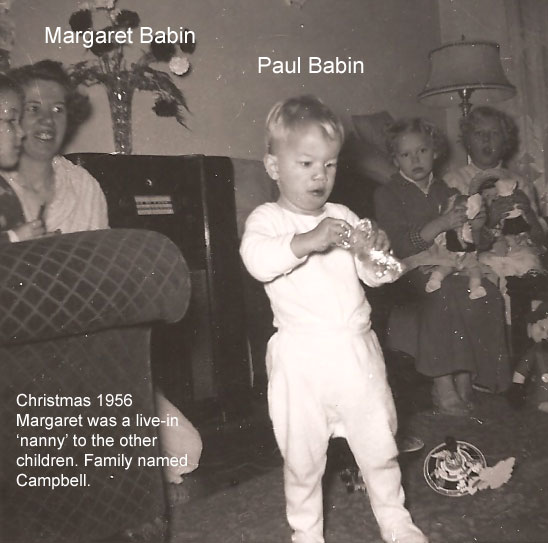 Margaret Babin
Paul Babin
Christmas 1956
Margaret was a live-in
‘nanny’ to the other
children. Family named
Campbell.